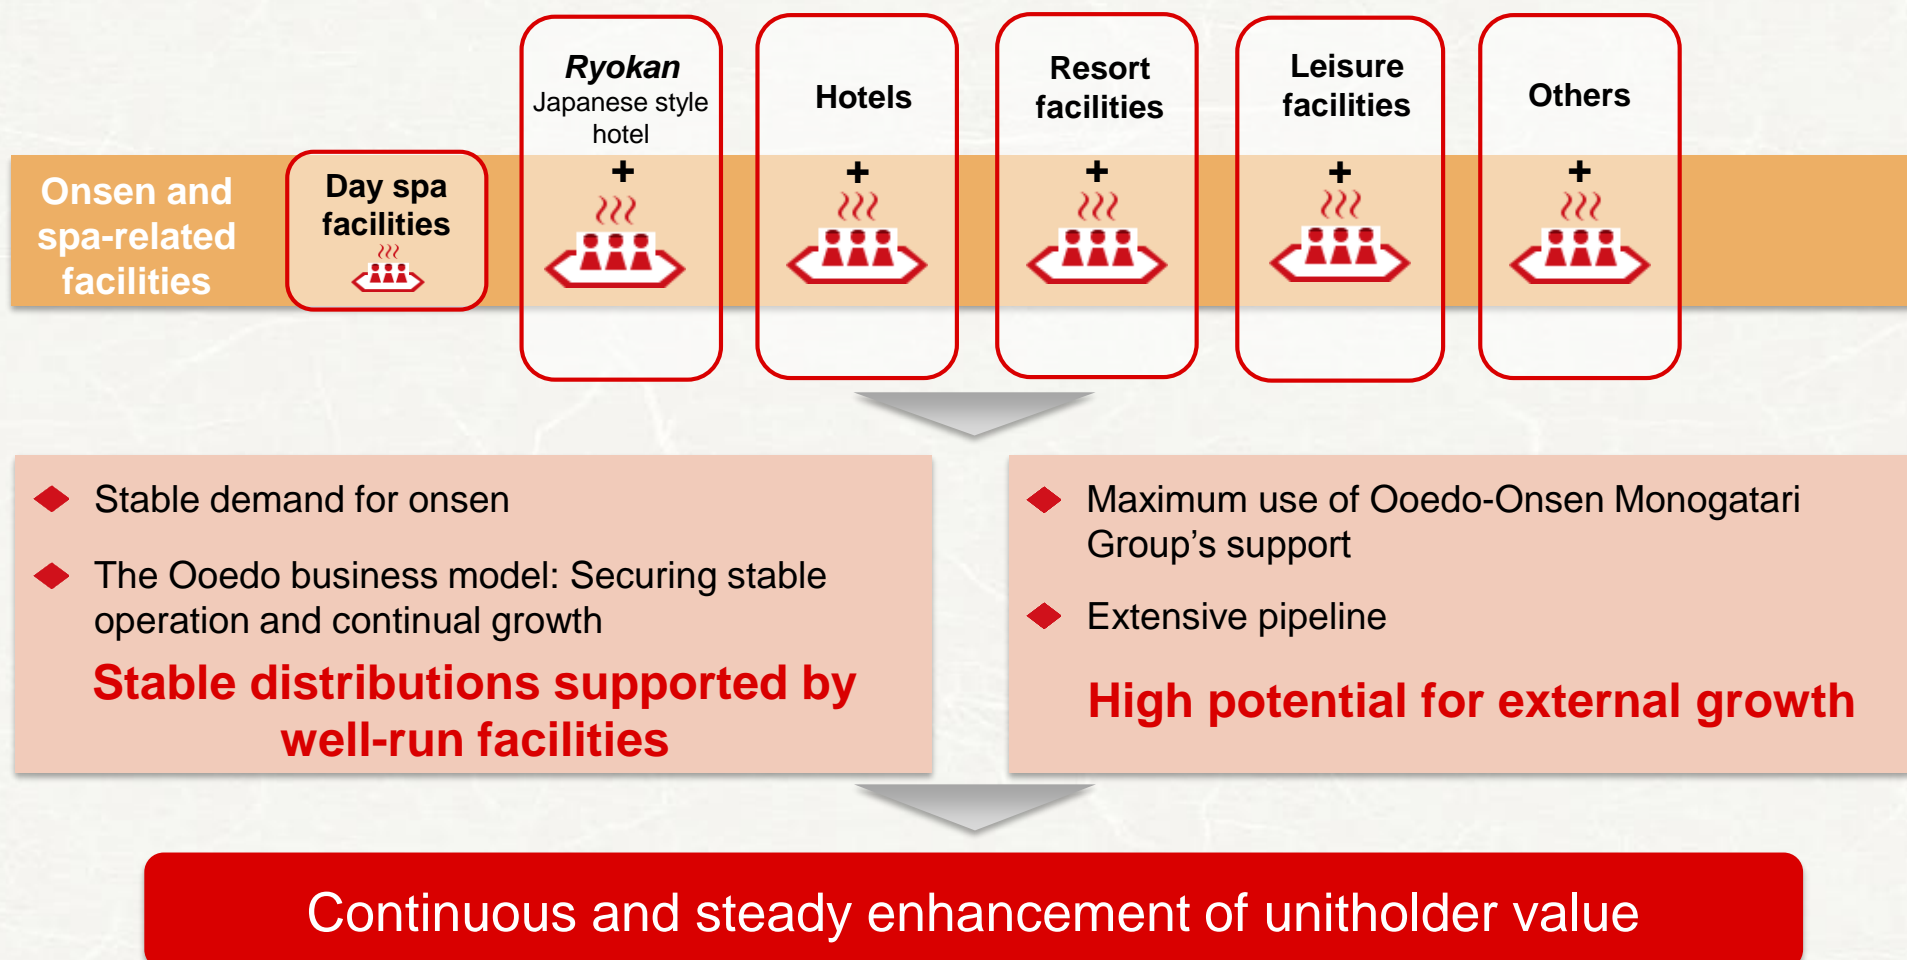 Onsen and
spa-related
facilities
Day spa
facilities
Ryokan
Japanese style
hotel
+
Hotels
+
Resort
facilities
+
Leisure
facilities
+
Others
+
Stable demand for onsen
The Ooedo business model: Securing stable
operation and continual growth
Stable distributions supported by
well-run facilities
Maximum use of Ooedo-Onsen Monogatari
Group’s support
Extensive pipeline
High potential for external growth
Continuous and steady enhancement of unitholder value